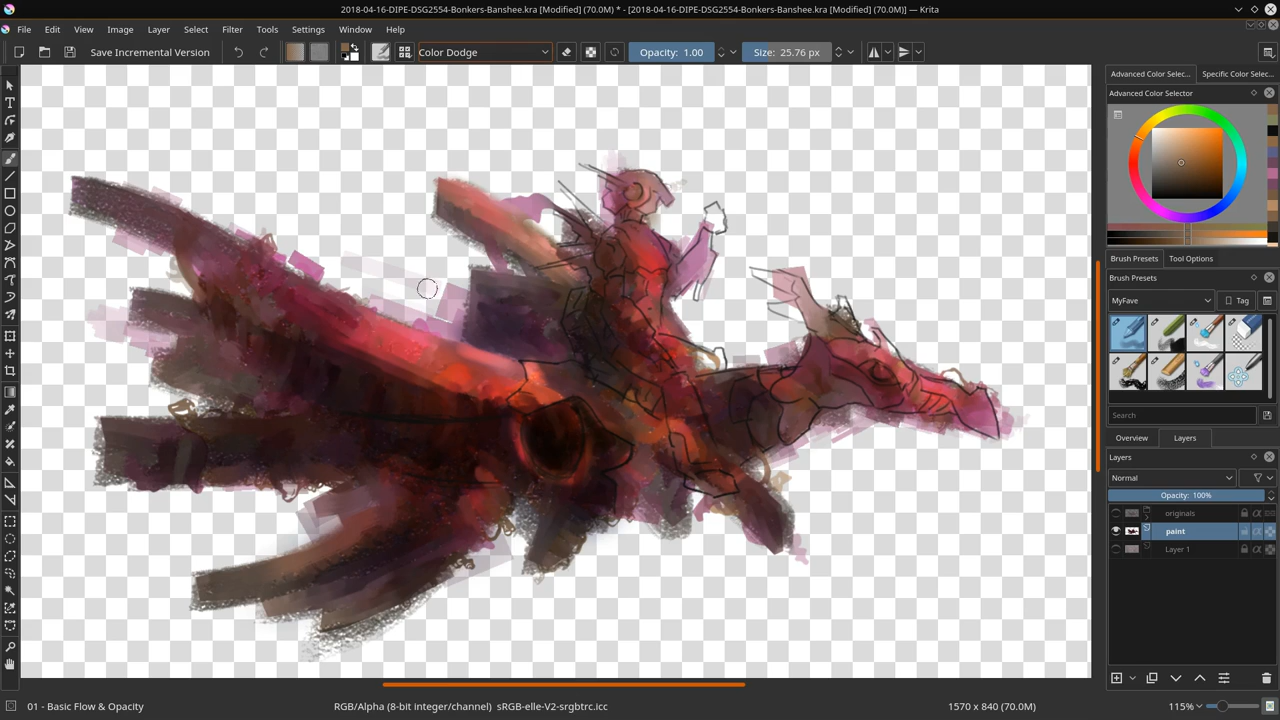 2018-04-16-DIPE-DSG2554-Bonkers-Banshee.kra [Modified] (70.0M) * - [2018-04-16-DIPE-DSG2554-Bonkers-Banshee.kra [Modified] (70.0M)] — Krita
File Edit View Image Layer Select Filter Tools Settings Window Help
Save Incremental Version Color Dodge Opacity: 1.00 Size: 25.76 px
Advanced Color Selec... Specific Color Selec...
Advanced Color Selector
Brush Presets Tool Options
Brush Presets
MyFave Tag
Search
Overview Layers
Layers
Normal
Opacity: 100%
originals
paint
Layer 1
01 - Basic Flow & Opacity RGB/Alpha (8-bit integer/channel) sRGB-elle-V2-srgbtrc.icc 1570 x 840 (70.0M) 115%